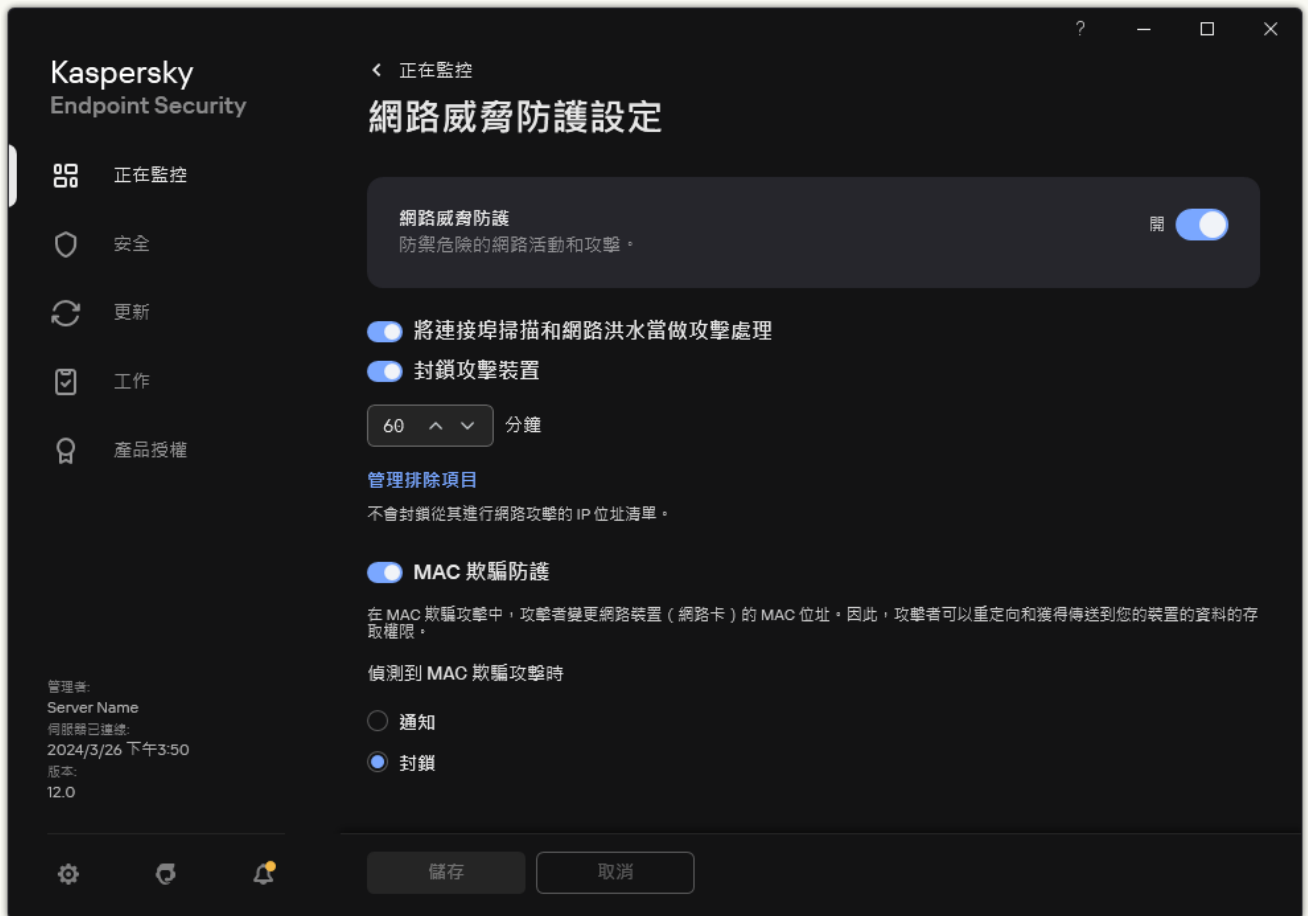 ?
Kaspersky
Endpoint Security
正在監控
安全
更新
工作
產品授權
管理者:
Server Name
伺服器已連線:
2024/3/26 下午3:50
版本:
12.0
正在監控
網路威脅防護設定
網路威脅防護
防禦危險的網路活動和攻擊。
開
將連接埠掃描和網路洪水當做攻擊處理
封鎖攻擊裝置
60 分鐘
管理排除項目
不會封鎖從其進行網路攻擊的 IP 位址清單。
MAC 欺騙防護
在 MAC 欺騙攻擊中，攻擊者變更網路裝置（網路卡）的 MAC 位址。因此，攻擊者可以重定向和獲得傳送到您的裝置的資料的存
取權限。
偵測到 MAC 欺騙攻擊時
通知
封鎖
儲存
取消